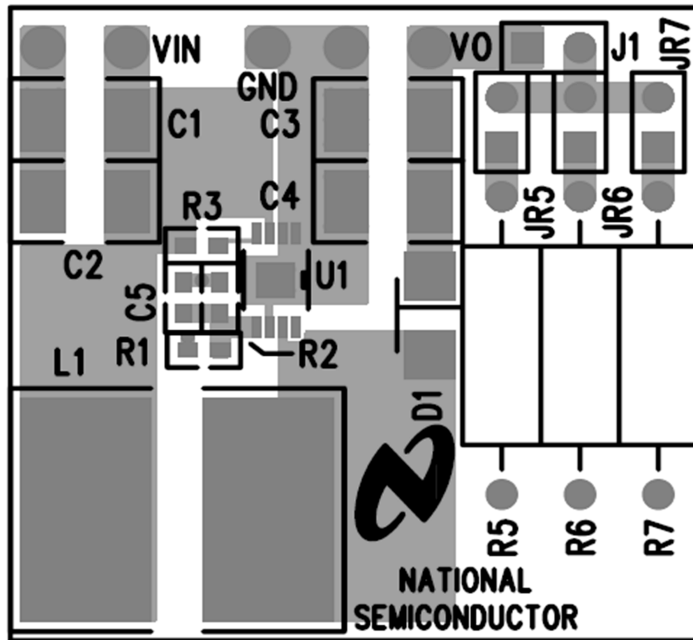 VIN
VO
J1
JR7
GND
C1
C3
C4
R3
JR5
JR6
C2
U1
C5
R1
R2
L1
D1
R5
R6
R7
NATIONAL
SEMICONDUCTOR